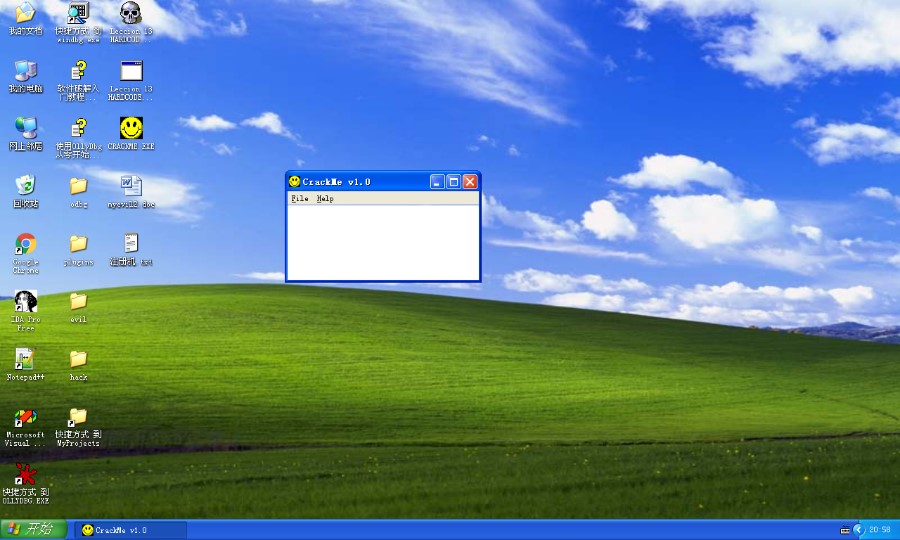 我的文档
快捷方式 到
windbg.exe
Leccion 13
HARDCODE...
我的电脑
软件破解入
门教程...
Leccion 13
HARDCODE...
网上邻居
使用OllyDbg
从零开始...
CRACKME.EXE
回收站
odbg
myevil2.doc
Google
Chrome
plugins
注册机.txt
IDA Pro
Free
evil
Notepad++
hack
Microsoft
Visual ...
快捷方式 到
MyProjects
快捷方式 到
OLLYDBG.EXE
CrackMe v1.0
File Help
开始
CrackMe v1.0
20:58